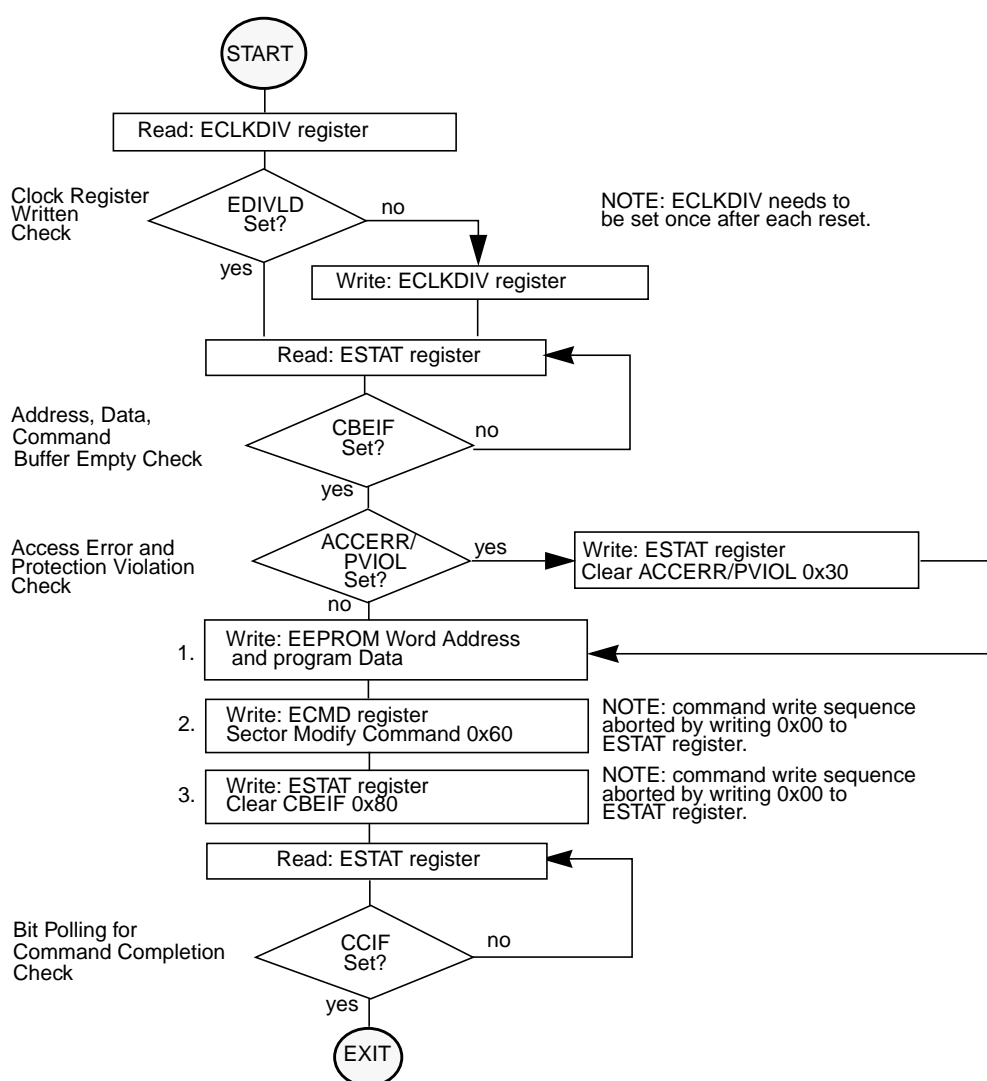 START
Read: ECLKDIV register
Clock Register
Written
Check
EDIVLD
Set?
no
yes
NOTE: ECLKDIV needs to
be set once after each reset.
Write: ECLKDIV register
Read: ESTAT register
Address, Data,
Command
Buffer Empty Check
CBEIF
Set?
no
yes
Access Error and
Protection Violation
Check
ACCERR/
PVIOL
Set?
yes
no
Write: ESTAT register
Clear ACCERR/PVIOL 0x30
1.
Write: EEPROM Word Address
and program Data
2.
Write: ECMD register
Sector Modify Command 0x60
NOTE: command write sequence
aborted by writing 0x00 to
ESTAT register.
3.
Write: ESTAT register
Clear CBEIF 0x80
NOTE: command write sequence
aborted by writing 0x00 to
ESTAT register.
Read: ESTAT register
Bit Polling for
Command Completion
Check
CCIF
Set?
no
yes
EXIT